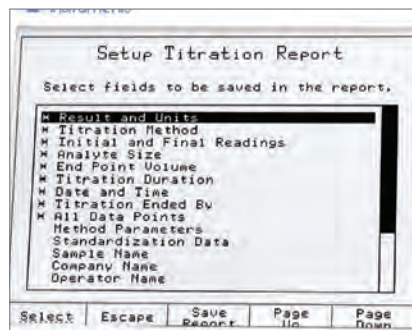 Setup Titration Report
Select fields to be saved in the report.
* Result and Units
* Titration Method
* Initial and Final Readings
* Analyte Size
* End Point Volume
* Titration Duration
* Date and Time
* Titration Ended By
* All Data Points
Method Parameters
Standardization Data
Sample Name
Company Name
Operator Name
Select Escape Save Report Page Up Page Down